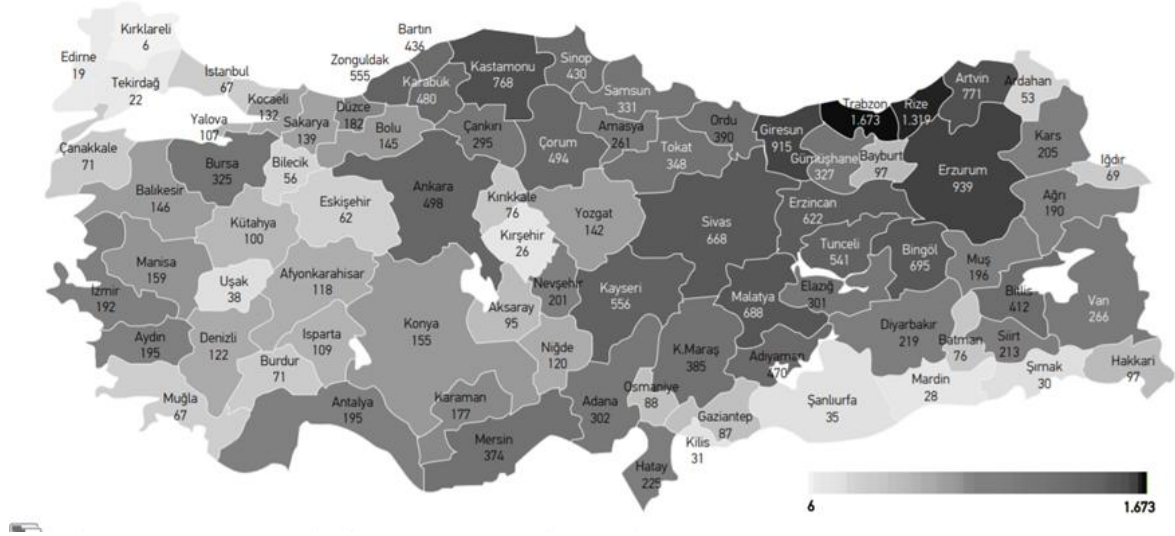 Kırklareli
6
Edirne
19
Tekirdağ
22
İstanbul
67
Kocaeli
132
Yalova
107
Sakarya
139
Düzce
182
Bolu
145
Zonguldak
555
Bartın
436
Karabük
480
Kastamonu
768
Çankırı
295
Sinop
430
Samsun
331
Çorum
494
Amasya
261
Tokat
348
Ordu
390
Giresun
915
Gümüşhane
327
Trabzon
1.673
Rize
1.319
Bayburt
97
Artvin
771
Ardahan
53
Kars
205
Iğdır
69
Erzurum
939
Ağrı
190
Çanakkale
71
Bursa
325
Bilecik
56
Balıkesir
146
Kütahya
100
Eskişehir
62
Ankara
498
Kırıkkale
76
Kırşehir
26
Yozgat
142
Sivas
668
Erzincan
622
Tunceli
541
Bingöl
695
Muş
196
Bitlis
412
Van
266
Manisa
159
Uşak
38
Afyonkarahisar
118
İzmir
192
Aydın
195
Denizli
122
Isparta
109
Burdur
71
Muğla
67
Antalya
195
Konya
155
Aksaray
95
Nevşehir
201
Niğde
120
Kayseri
556
Malatya
688
Elazığ
301
Diyarbakır
219
Batman
76
Siirt
213
Şırnak
30
Hakkari
97
Karaman
177
Mersin
374
Adana
302
K.Maraş
385
Adıyaman
470
Osmaniye
88
Gaziantep
87
Kilis
31
Hatay
225
Şanlıurfa
35
Mardin
28
6
1.673